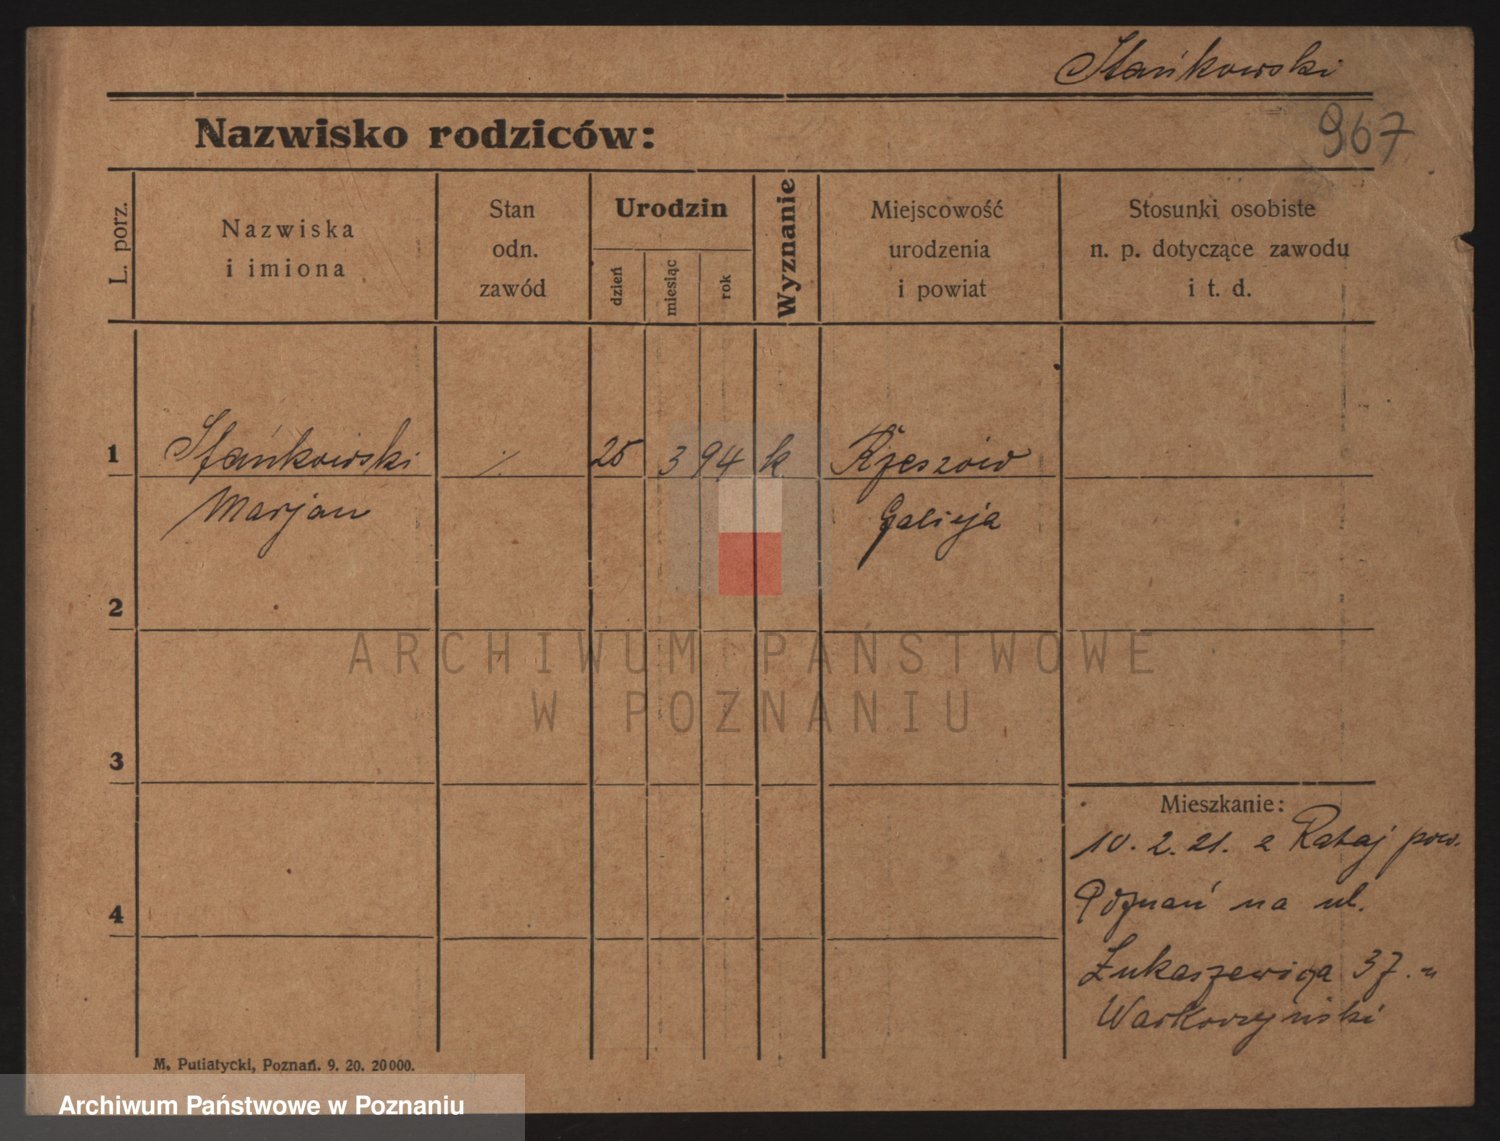 Stańkowski
967
Nazwisko rodziców:
L. porz.
Nazwiska
i imiona
Stan
odn.
zawód
Urodzin
dzień
miesiąc
rok
Wyznanie
Miejscowość
urodzenia
i powiat
Stosunki osobiste
n. p. dotyczące zawodu
i t. d.
1
Stańkowski
25 3 94 k Rzeszów
Marjan
Galicja
2
ARCHIWUM PAŃSTWOWE
W POZNANIU
3
Mieszkanie:
10. 2. 21. z Rataj pow.
4
Poznań na ul.
Łukaszewicza 37. u
M. Putiatycki, Poznań. 9. 20. 20000.
Archiwum Państwowe w Poznaniu